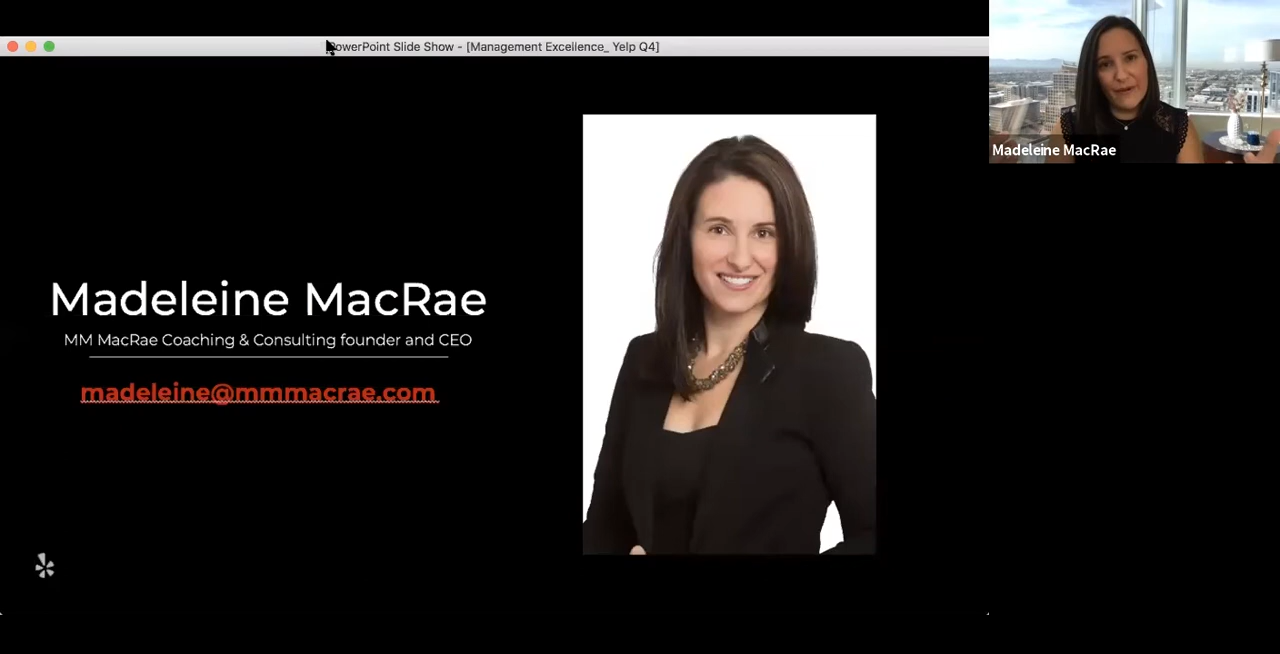 PowerPoint Slide Show - [Management Excellence_ Yelp Q4]
Madeleine MacRae
Madeleine MacRae
MM MacRae Coaching & Consulting founder and CEO
madeleine@mmmacrae.com